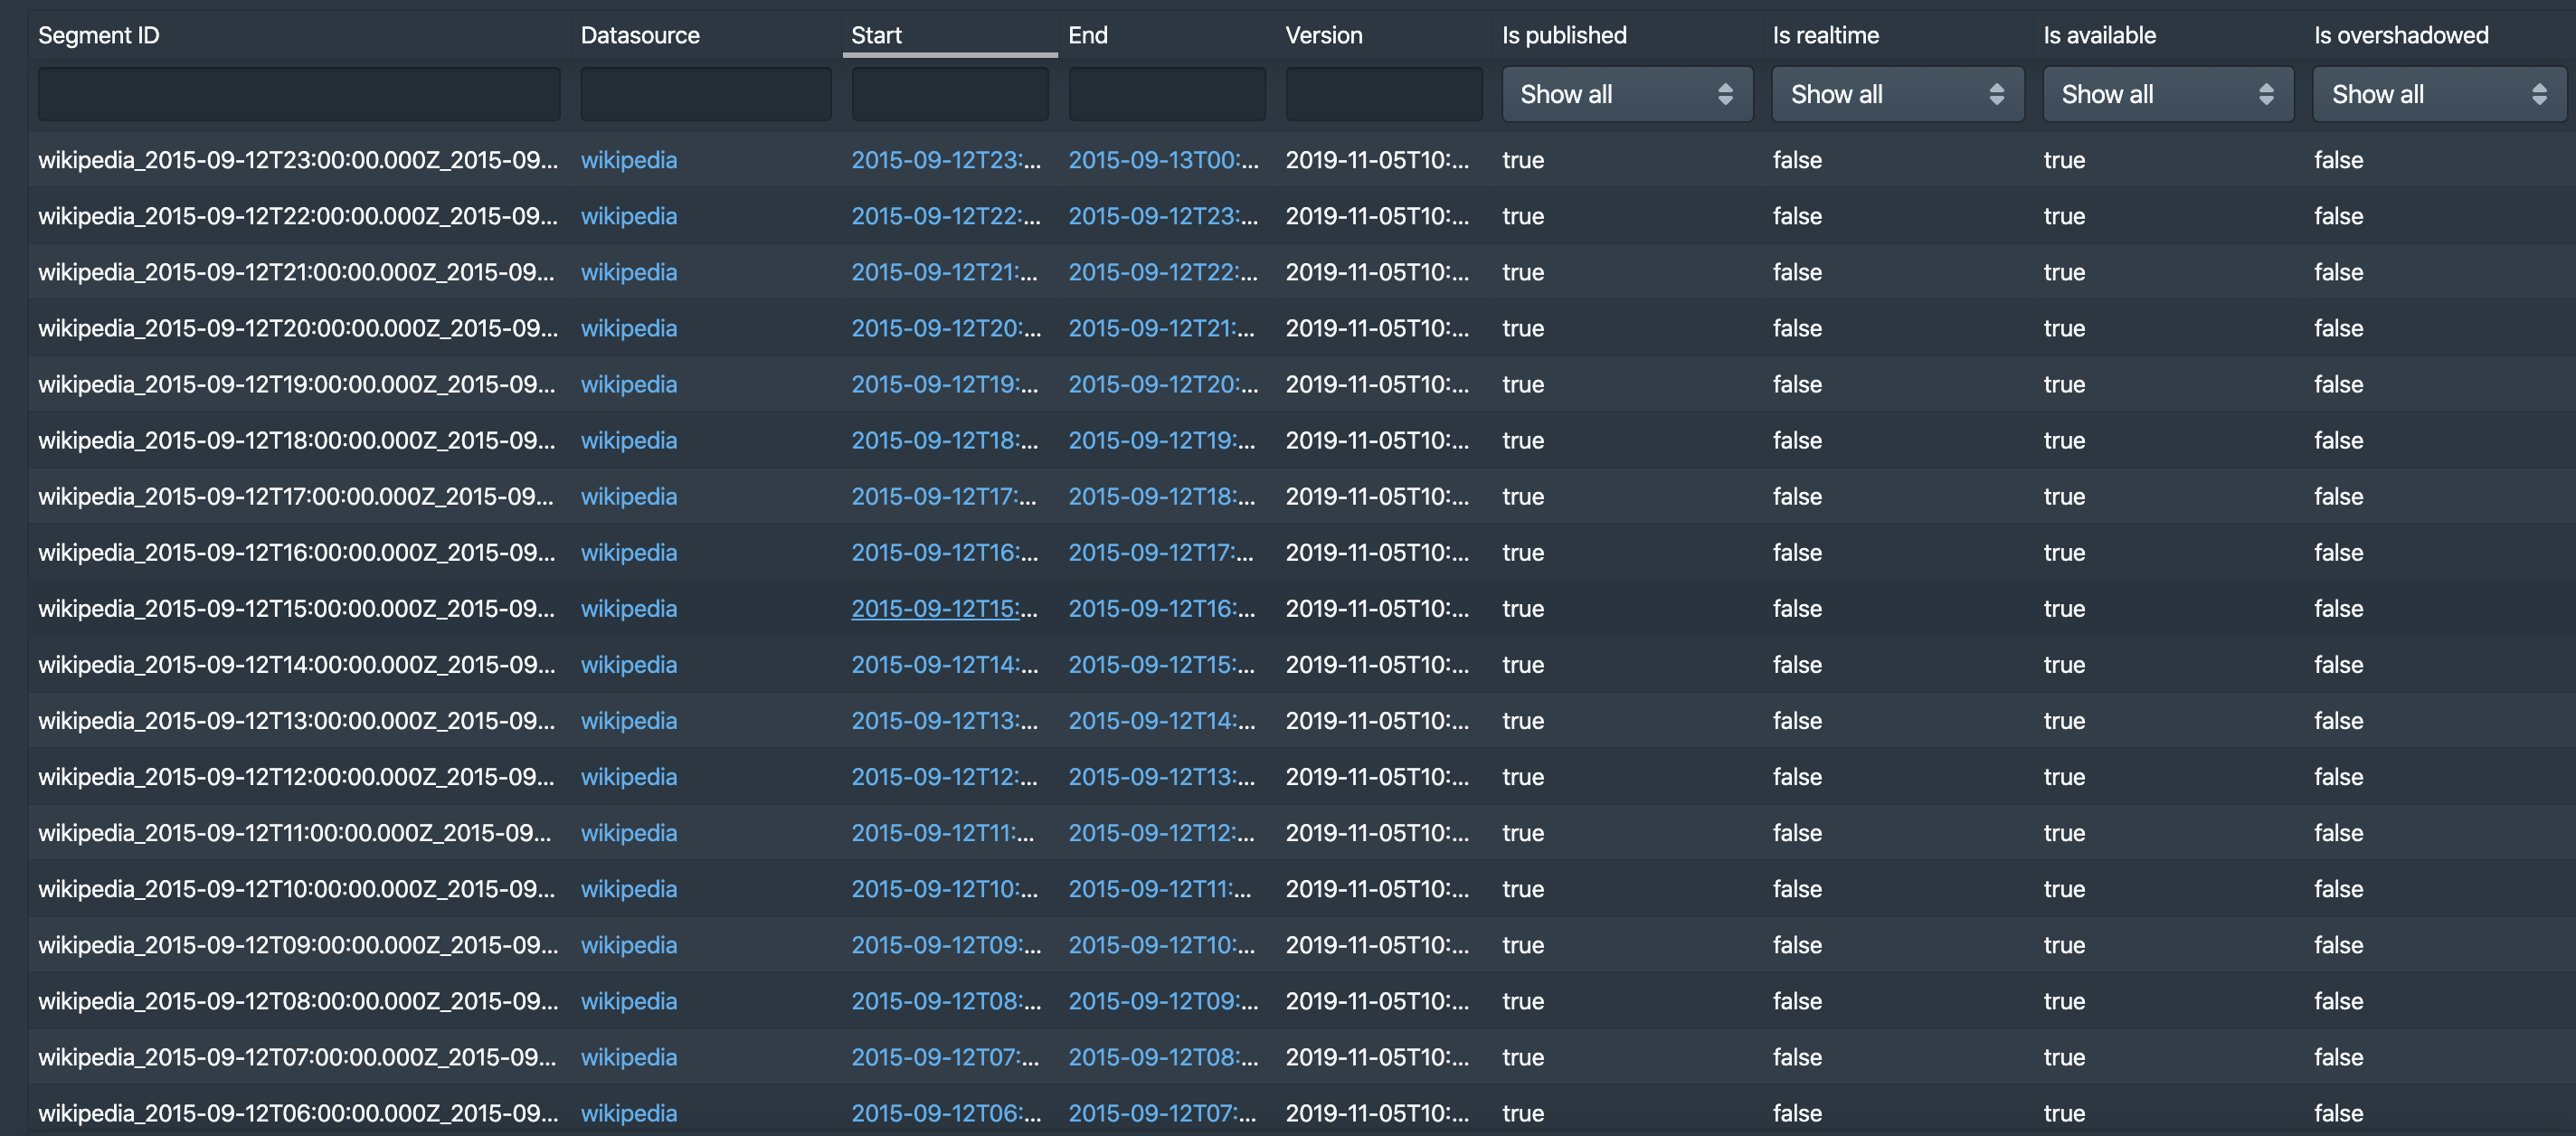 Segment ID Datasource Start End Version Is published Is realtime Is available Is overshadowed
Show all Show all Show all Show all
wikipedia_2015-09-12T23:00:00.000Z_2015-09... wikipedia 2015-09-12T23:... 2015-09-13T00:... 2019-11-05T10:... true false true false
wikipedia_2015-09-12T22:00:00.000Z_2015-09... wikipedia 2015-09-12T22:... 2015-09-12T23:... 2019-11-05T10:... true false true false
wikipedia_2015-09-12T21:00:00.000Z_2015-09... wikipedia 2015-09-12T21:... 2015-09-12T22:... 2019-11-05T10:... true false true false
wikipedia_2015-09-12T20:00:00.000Z_2015-09... wikipedia 2015-09-12T20:... 2015-09-12T21:... 2019-11-05T10:... true false true false
wikipedia_2015-09-12T19:00:00.000Z_2015-09... wikipedia 2015-09-12T19:... 2015-09-12T20:... 2019-11-05T10:... true false true false
wikipedia_2015-09-12T18:00:00.000Z_2015-09... wikipedia 2015-09-12T18:... 2015-09-12T19:... 2019-11-05T10:... true false true false
wikipedia_2015-09-12T17:00:00.000Z_2015-09... wikipedia 2015-09-12T17:... 2015-09-12T18:... 2019-11-05T10:... true false true false
wikipedia_2015-09-12T16:00:00.000Z_2015-09... wikipedia 2015-09-12T16:... 2015-09-12T17:... 2019-11-05T10:... true false true false
wikipedia_2015-09-12T15:00:00.000Z_2015-09... wikipedia 2015-09-12T15:... 2015-09-12T16:... 2019-11-05T10:... true false true false
wikipedia_2015-09-12T14:00:00.000Z_2015-09... wikipedia 2015-09-12T14:... 2015-09-12T15:... 2019-11-05T10:... true false true false
wikipedia_2015-09-12T13:00:00.000Z_2015-09... wikipedia 2015-09-12T13:... 2015-09-12T14:... 2019-11-05T10:... true false true false
wikipedia_2015-09-12T12:00:00.000Z_2015-09... wikipedia 2015-09-12T12:... 2015-09-12T13:... 2019-11-05T10:... true false true false
wikipedia_2015-09-12T11:00:00.000Z_2015-09... wikipedia 2015-09-12T11:... 2015-09-12T12:... 2019-11-05T10:... true false true false
wikipedia_2015-09-12T10:00:00.000Z_2015-09... wikipedia 2015-09-12T10:... 2015-09-12T11:... 2019-11-05T10:... true false true false
wikipedia_2015-09-12T09:00:00.000Z_2015-09... wikipedia 2015-09-12T09:... 2015-09-12T10:... 2019-11-05T10:... true false true false
wikipedia_2015-09-12T08:00:00.000Z_2015-09... wikipedia 2015-09-12T08:... 2015-09-12T09:... 2019-11-05T10:... true false true false
wikipedia_2015-09-12T07:00:00.000Z_2015-09... wikipedia 2015-09-12T07:... 2015-09-12T08:... 2019-11-05T10:... true false true false
wikipedia_2015-09-12T06:00:00.000Z_2015-09... wikipedia 2015-09-12T06:... 2015-09-12T07:... 2019-11-05T10:... true false true false